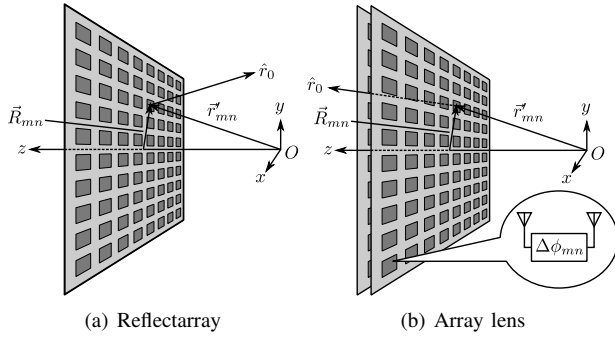 r̂₀
R⃗ₘₙ
r⃗′ₘₙ
y
z
x
O
(a) Reflectarray
r̂₀
R⃗ₘₙ
r⃗′ₘₙ
y
z
x
O
Δϕₘₙ
(b) Array lens